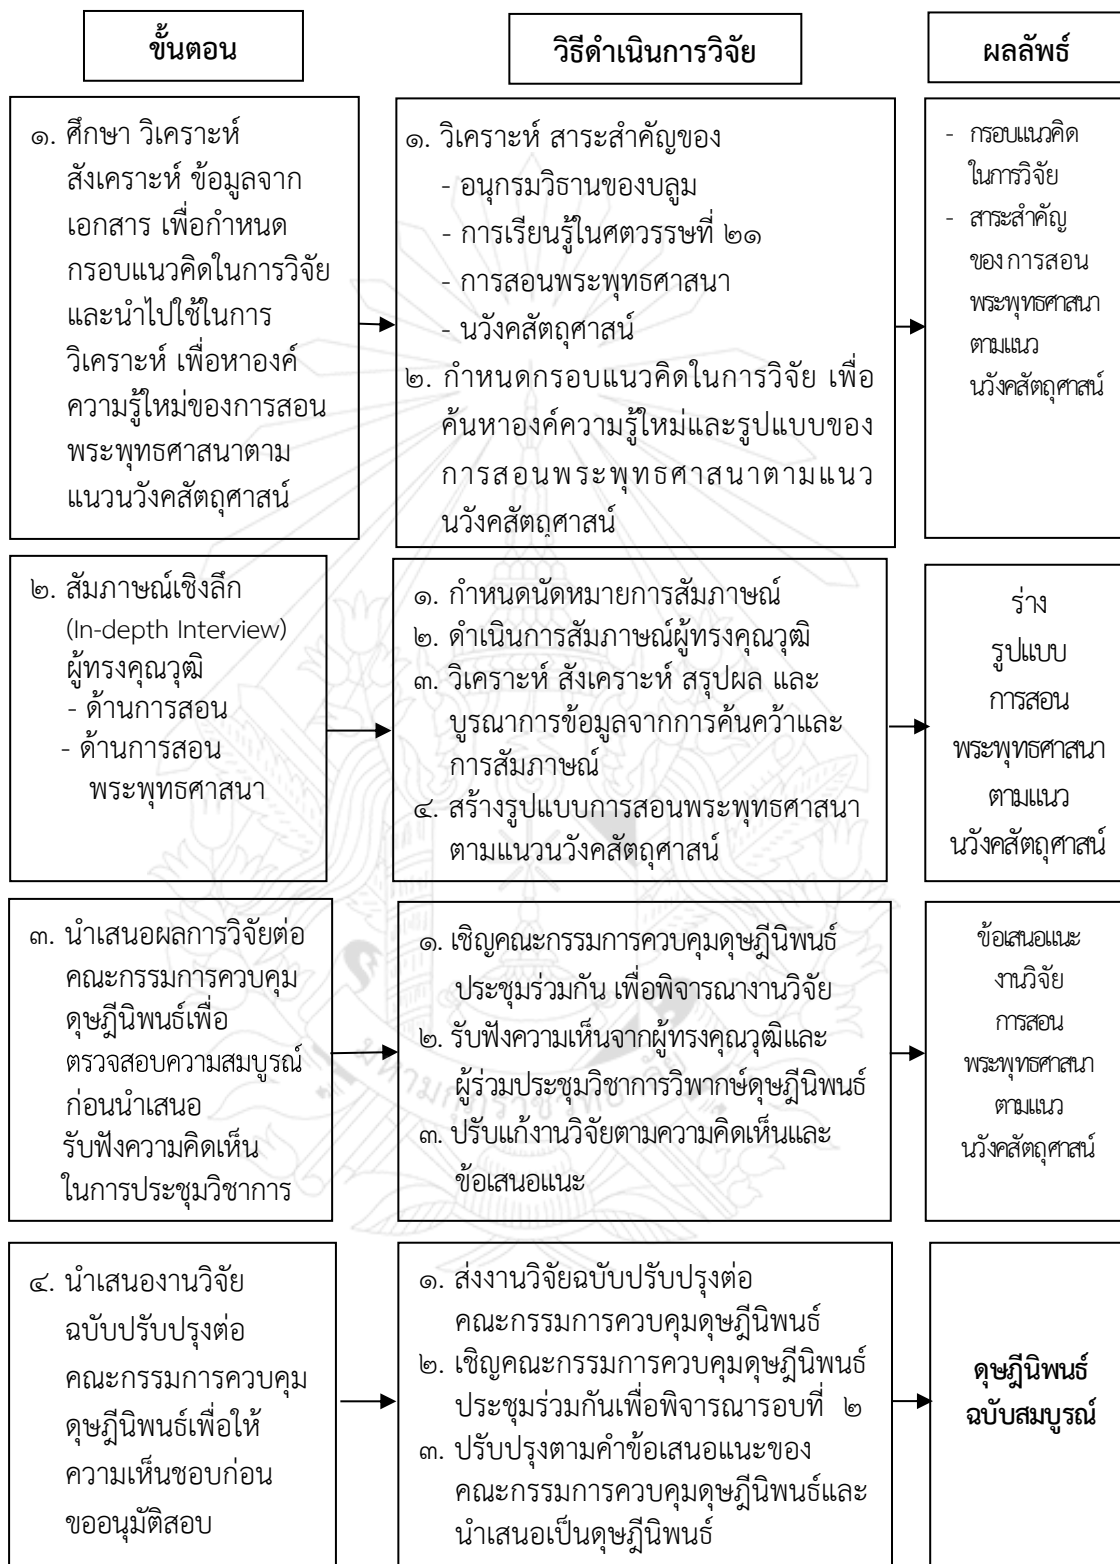 ขั้นตอน
วิธีดำเนินการวิจัย
ผลลัพธ์
๑. ศึกษา วิเคราะห์
สังเคราะห์ ข้อมูลจาก
เอกสาร เพื่อกำหนด
กรอบแนวคิดในการวิจัย
และนำไปใช้ในการ
วิเคราะห์ เพื่อหาองค์
ความรู้ใหม่ของการสอน
พระพุทธศาสนาตาม
แนวนวังคสัตถุศาสน์
๑. วิเคราะห์ สาระสำคัญของ
- อนุกรมวิธานของบลูม
- การเรียนรู้ในศตวรรษที่ ๒๑
- การสอนพระพุทธศาสนา
- นวังคสัตถุศาสน์
๒. กำหนดกรอบแนวคิดในการวิจัย เพื่อ
ค้นหาองค์ความรู้ใหม่และรูปแบบของ
การสอนพระพุทธศาสนาตามแนว
นวังคสัตถุศาสน์
- กรอบแนวคิด
ในการวิจัย
- สาระสำคัญ
ของ การสอน
พระพุทธศาสนา
ตามแนว
นวังคสัตถุศาสน์
๒. สัมภาษณ์เชิงลึก
(In-depth Interview)
ผู้ทรงคุณวุฒิ
- ด้านการสอน
- ด้านการสอน
พระพุทธศาสนา
๑. กำหนดนัดหมายการสัมภาษณ์
๒. ดำเนินการสัมภาษณ์ผู้ทรงคุณวุฒิ
๓. วิเคราะห์ สังเคราะห์ สรุปผล และ
บูรณาการข้อมูลจากการค้นคว้าและ
การสัมภาษณ์
๔. สร้างรูปแบบการสอนพระพุทธศาสนา
ตามแนวนวังคสัตถุศาสน์
ร่าง
รูปแบบ
การสอน
พระพุทธศาสนา
ตามแนว
นวังคสัตถุศาสน์
๓. นำเสนอผลการวิจัยต่อ
คณะกรรมการควบคุม
ดุษฎีนิพนธ์เพื่อ
ตรวจสอบความสมบูรณ์
ก่อนนำเสนอ
รับฟังความคิดเห็น
ในการประชุมวิชาการ
๑. เชิญคณะกรรมการควบคุมดุษฎีนิพนธ์
ประชุมร่วมกัน เพื่อพิจารณางานวิจัย
๒. รับฟังความเห็นจากผู้ทรงคุณวุฒิและ
ผู้ร่วมประชุมวิชาการวิพากษ์ดุษฎีนิพนธ์
๓. ปรับแก้งานวิจัยตามความคิดเห็นและ
ข้อเสนอแนะ
ข้อเสนอแนะ
งานวิจัย
การสอน
พระพุทธศาสนา
ตามแนว
นวังคสัตถุศาสน์
๔. นำเสนองานวิจัย
ฉบับปรับปรุงต่อ
คณะกรรมการควบคุม
ดุษฎีนิพนธ์เพื่อให้
ความเห็นชอบก่อน
ขออนุมัติสอบ
๑. ส่งงานวิจัยฉบับปรับปรุงต่อ
คณะกรรมการควบคุมดุษฎีนิพนธ์
๒. เชิญคณะกรรมการควบคุมดุษฎีนิพนธ์
ประชุมร่วมกันเพื่อพิจารณารอบที่ ๒
๓. ปรับปรุงตามคำข้อเสนอแนะของ
คณะกรรมการควบคุมดุษฎีนิพนธ์และ
นำเสนอเป็นดุษฎีนิพนธ์
ดุษฎีนิพนธ์
ฉบับสมบูรณ์